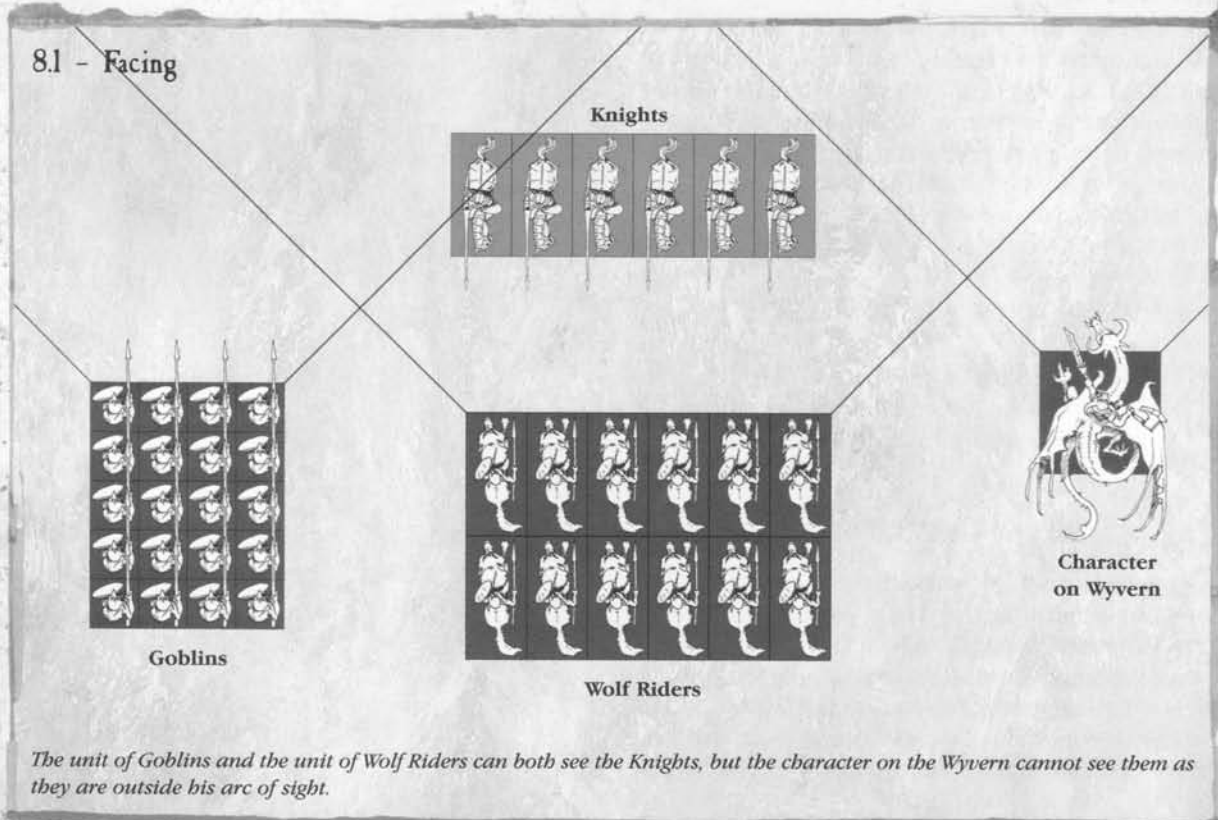 8.1 – Facing
Knights
Goblins
Wolf Riders
Character
on Wyvern
The unit of Goblins and the unit of Wolf Riders can both see the Knights, but the character on the Wyvern cannot see them as
they are outside his arc of sight.